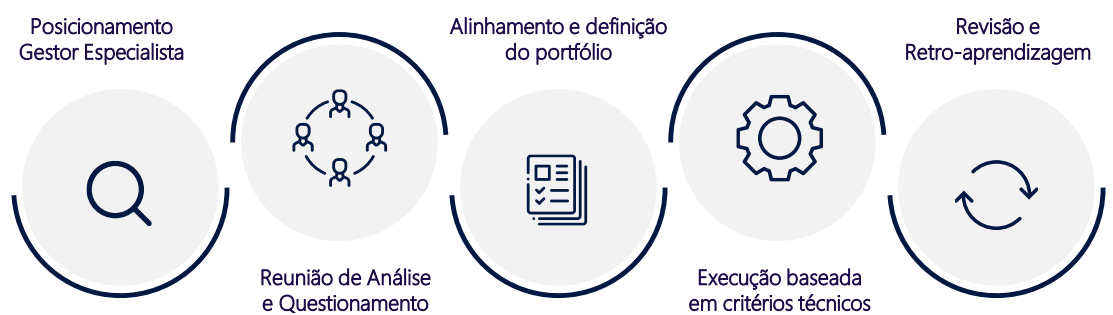 Posicionamento
Gestor Especialista
Reunião de Análise
e Questionamento
Alinhamento e definição
do portfólio
Execução baseada
em critérios técnicos
Revisão e
Retro-aprendizagem